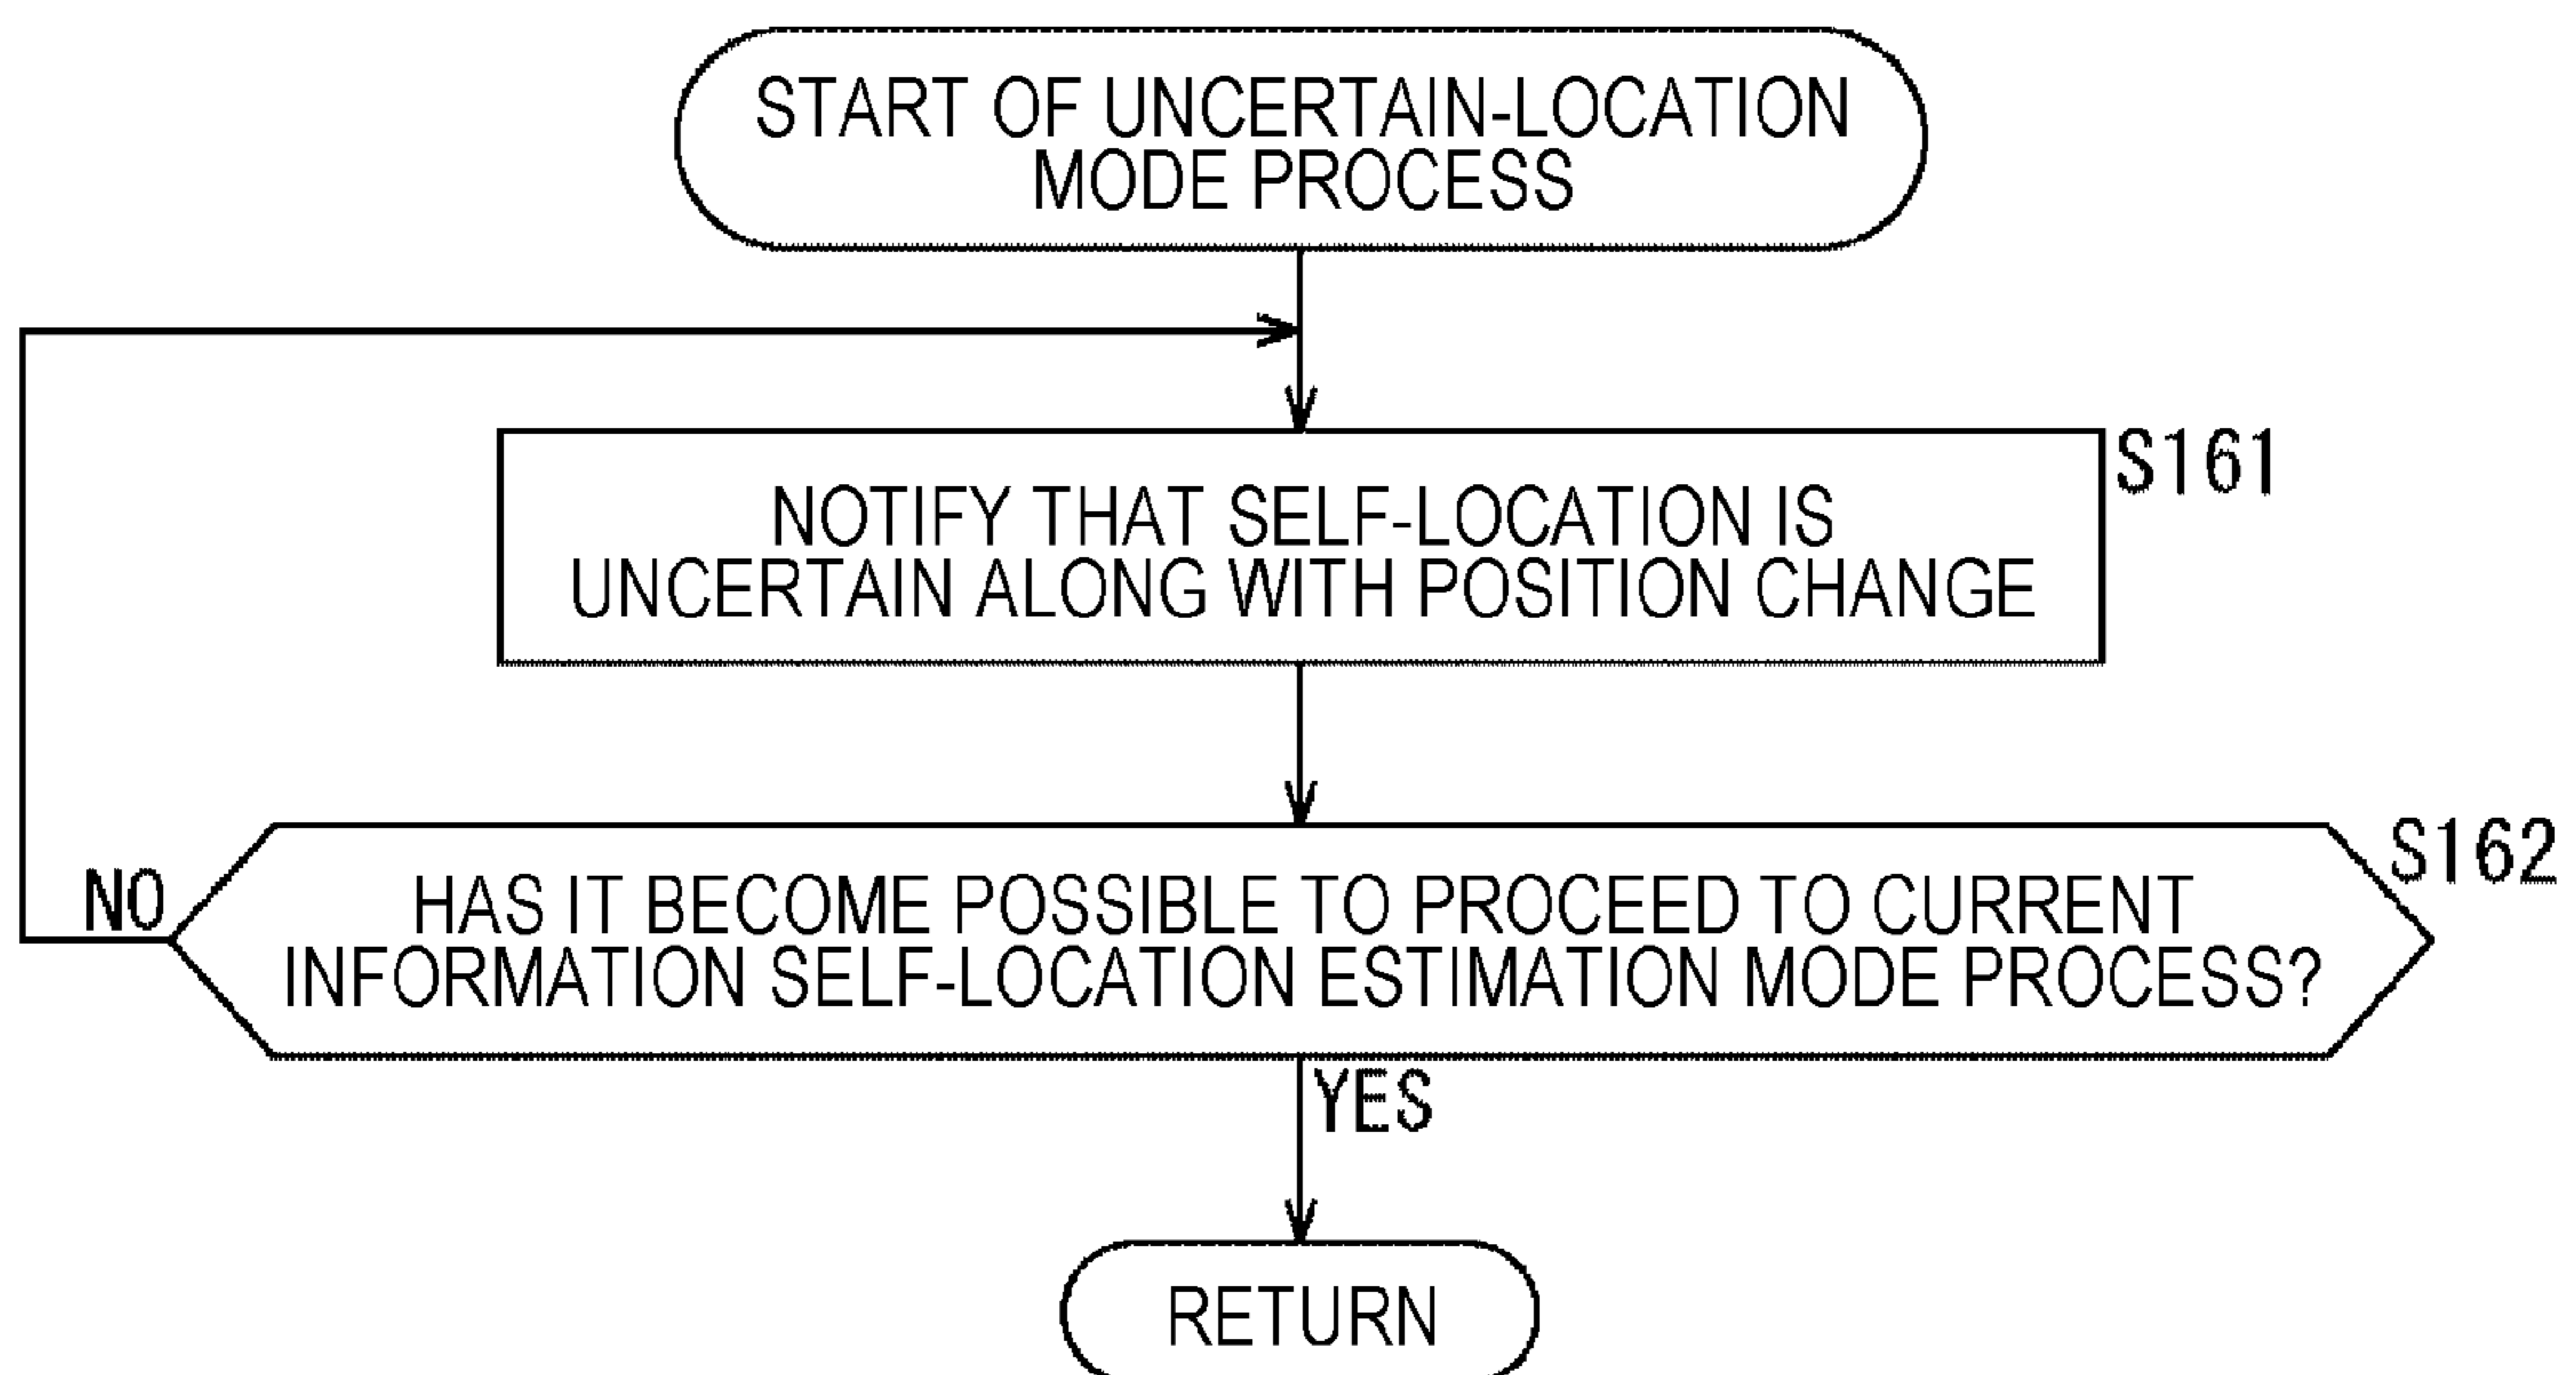 START OF UNCERTAIN-LOCATION
MODE PROCESS
S161
NOTIFY THAT SELF-LOCATION IS
UNCERTAIN ALONG WITH POSITION CHANGE
S162
NO
HAS IT BECOME POSSIBLE TO PROCEED TO CURRENT
INFORMATION SELF-LOCATION ESTIMATION MODE PROCESS?
YES
RETURN